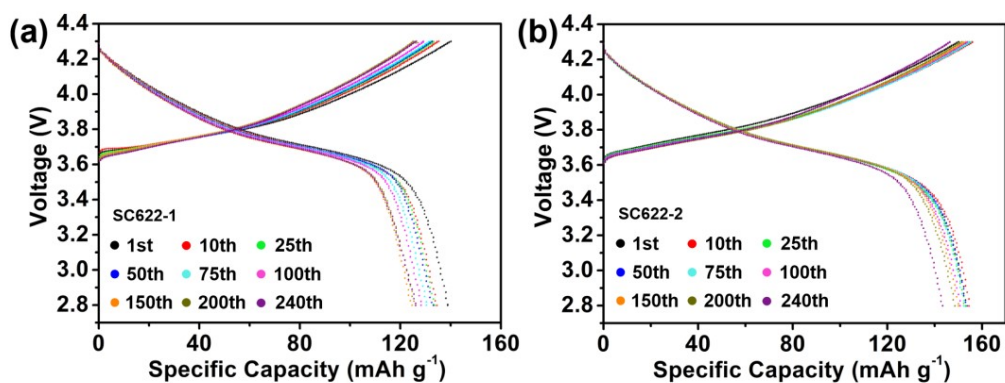 (a)
Voltage (V)
4.4
4.2
4.0
3.8
3.6
3.4
3.2
3.0
2.8
SC622-1
1st 10th 25th
50th 75th 100th
150th 200th 240th
0 40 80 120 160
Specific Capacity (mAh g⁻¹)
(b)
Voltage (V)
4.4
4.2
4.0
3.8
3.6
3.4
3.2
3.0
2.8
SC622-2
1st 10th 25th
50th 75th 100th
150th 200th 240th
0 40 80 120 160
Specific Capacity (mAh g⁻¹)